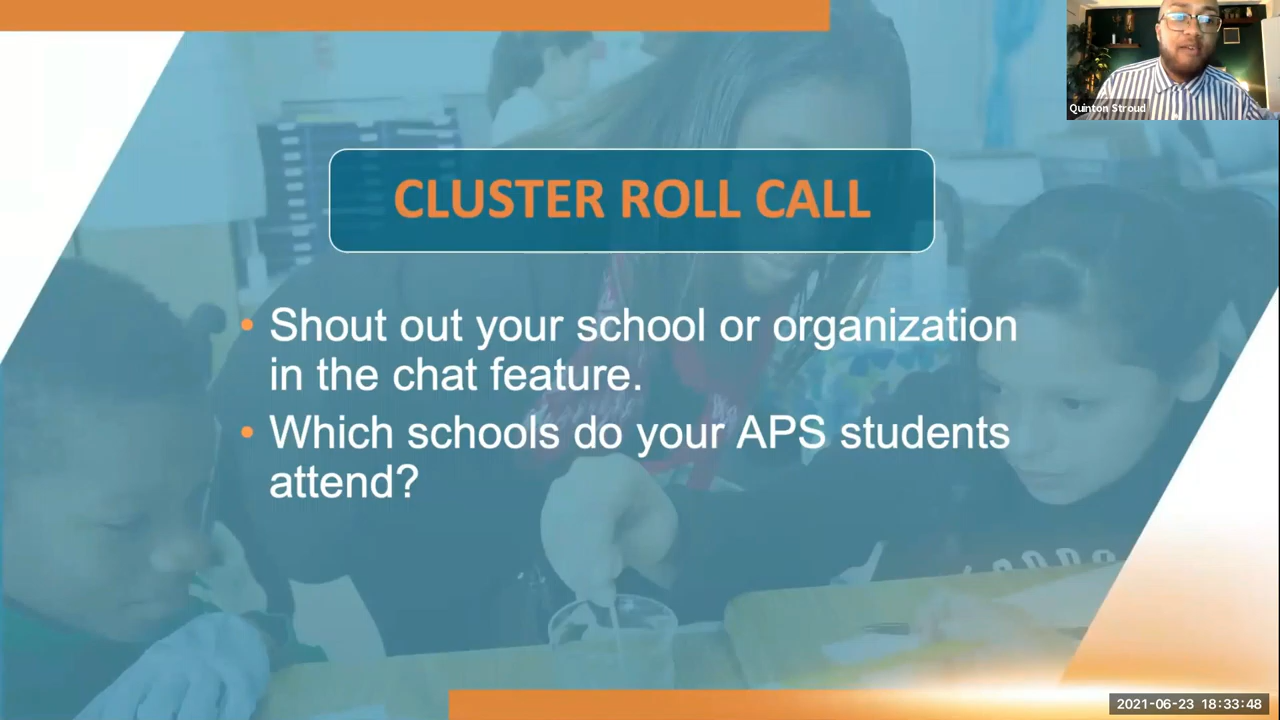 Quinton Stroud
CLUSTER ROLL CALL
• Shout out your school or organization
in the chat feature.
• Which schools do your APS students
attend?
2021-06-23 18:33:48